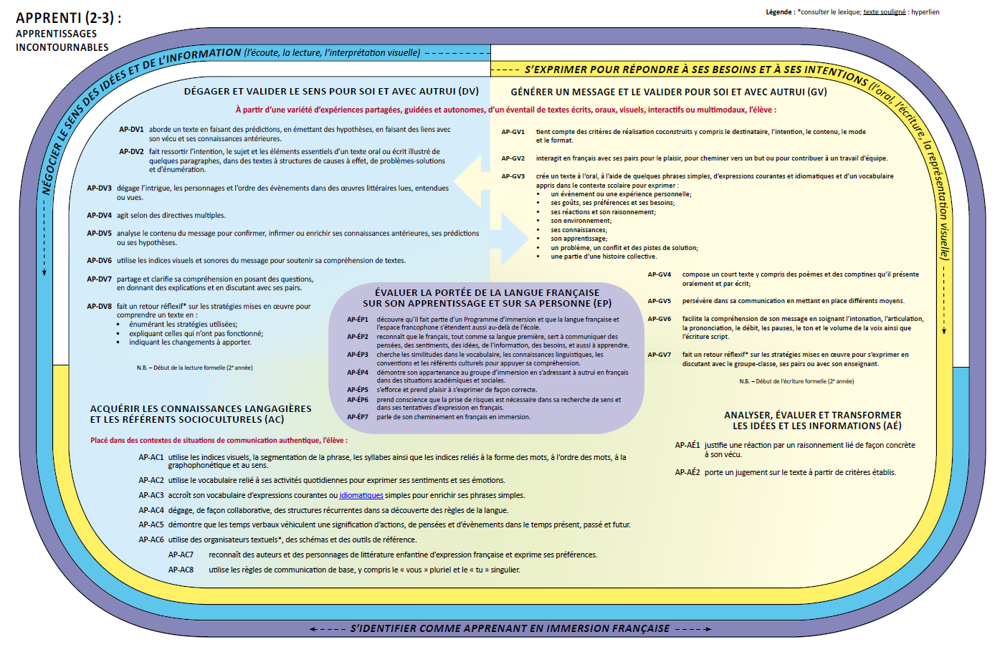 APPRENTI (2-3) :
APPRENTISSAGES
INCONTOURNABLES
Légende : *consulter le lexique; texte souligné : hyperlien
NÉGOCIER LE SENS DES IDÉES ET DE L’INFORMATION (l’écoute, la lecture, l’interprétation visuelle)
S’EXPRIMER POUR RÉPONDRE À SES BESOINS ET À SES INTENTIONS (l’oral, l’écriture, la représentation visuelle)
DÉGAGER ET VALIDER LE SENS POUR SOI ET AVEC AUTRUI (DV)
GÉNÉRER UN MESSAGE ET LE VALIDER POUR SOI ET AVEC AUTRUI (GV)
À partir d’une variété d’expériences partagées, guidées et autonomes, d’un éventail de textes écrits, oraux, visuels, interactifs ou multimodaux, l’élève :
AP-DV1 aborde un texte en faisant des prédictions, en émettant des hypothèses, en faisant des liens avec
son vécu et ses connaissances antérieures.
AP-DV2 fait ressortir l’intention, le sujet et les éléments essentiels d’un texte oral ou écrit illustré de
quelques paragraphes, dans des textes à structures de causes à effet, de problèmes-solutions
et d’énumération.
AP-DV3 dégage l’intrigue, les personnages et l’ordre des évènements dans des œuvres littéraires lues, entendues
ou vues.
AP-DV4 agit selon des directives multiples.
AP-DV5 analyse le contenu du message pour confirmer, infirmer ou enrichir ses connaissances antérieures, ses prédictions
ou ses hypothèses.
AP-DV6 utilise les indices visuels et sonores du message pour soutenir sa compréhension de textes.
AP-DV7 partage et clarifie sa compréhension en posant des questions,
en donnant des explications et en discutant avec ses pairs.
AP-DV8 fait un retour réflexif* sur les stratégies mises en œuvre pour
comprendre un texte en :
• énumérant les stratégies utilisées;
• expliquant celles qui n’ont pas fonctionné;
• indiquant les changements à apporter.
N.B. – Début de la lecture formelle (2e année)
AP-GV1 tient compte des critères de réalisation coconstruits y compris le destinataire, l’intention, le contenu, le mode
et le format.
AP-GV2 interagit en français avec ses pairs pour le plaisir, pour cheminer vers un but ou pour contribuer à un travail d’équipe.
AP-GV3 crée un texte à l’oral, à l’aide de quelques phrases simples, d’expressions courantes et idiomatiques et d’un vocabulaire
appris dans le contexte scolaire pour exprimer :
• un évènement ou une expérience personnelle;
• ses goûts, ses préférences et ses besoins;
• ses réactions et son raisonnement;
• son environnement;
• ses connaissances;
• son apprentissage;
• un problème, un conflit et des pistes de solution;
• une partie d’une histoire collective.
AP-GV4 compose un court texte y compris des poèmes et des comptines qu’il présente
oralement et par écrit;
AP-GV5 persévère dans sa communication en mettant en place différents moyens.
AP-GV6 facilite la compréhension de son message en soignant l’intonation, l’articulation,
la prononciation, le débit, les pauses, le ton et le volume de la voix ainsi que
l’écriture script.
AP-GV7 fait un retour réflexif* sur les stratégies mises en œuvre pour s’exprimer en
discutant avec le groupe-classe, ses pairs ou avec son enseignant.
N.B. – Début de l’écriture formelle (2e année)
ÉVALUER LA PORTÉE DE LA LANGUE FRANÇAISE
SUR SON APPRENTISSAGE ET SUR SA PERSONNE (EP)
AP-ÉP1 découvre qu’il fait partie d’un Programme d’immersion et que la langue française et
l’espace francophone s’étendent aussi au-delà de l’école.
AP-ÉP2 reconnaît que le français, tout comme sa langue première, sert à communiquer des
pensées, des sentiments, des idées, de l’information, des besoins, et aussi à apprendre.
AP-ÉP3 cherche les similitudes dans le vocabulaire, les connaissances linguistiques, les
conventions et les référents culturels pour appuyer sa compréhension.
AP-ÉP4 démontre son appartenance au groupe d’immersion en s’adressant à autrui en français
dans des situations académiques et sociales.
AP-ÉP5 s’efforce et prend plaisir à s’exprimer de façon correcte.
AP-ÉP6 prend conscience que la prise de risques est nécessaire dans sa recherche de sens et
dans ses tentatives d’expression en français.
AP-ÉP7 parle de son cheminement en français en immersion.
ACQUÉRIR LES CONNAISSANCES LANGAGIÈRES
ET LES RÉFÉRENTS SOCIOCULTURELS (AC)
Placé dans des contextes de situations de communication authentique, l’élève :
AP-AC1 utilise les indices visuels, la segmentation de la phrase, les syllabes ainsi que les indices reliés à la forme des mots, à l’ordre des mots, à la
graphophonétique et au sens.
AP-AC2 utilise le vocabulaire relié à ses activités quotidiennes pour exprimer ses sentiments et ses émotions.
AP-AC3 accroît son vocabulaire d’expressions courantes ou idiomatiques simples pour enrichir ses phrases simples.
AP-AC4 dégage, de façon collaborative, des structures récurrentes dans sa découverte des règles de la langue.
AP-AC5 démontre que les temps verbaux véhiculent une signification d’actions, de pensées et d’évènements dans le temps présent, passé et futur.
AP-AC6 utilise des organisateurs textuels*, des schémas et des outils de référence.
AP-AC7 reconnaît des auteurs et des personnages de littérature enfantine d’expression française et exprime ses préférences.
AP-AC8 utilise les règles de communication de base, y compris le « vous » pluriel et le « tu » singulier.
ANALYSER, ÉVALUER ET TRANSFORMER
LES IDÉES ET LES INFORMATIONS (AÉ)
AP-AÉ1 justifie une réaction par un raisonnement lié de façon concrète
à son vécu.
AP-AÉ2 porte un jugement sur le texte à partir de critères établis.
S’IDENTIFIER COMME APPRENANT EN IMMERSION FRANÇAISE